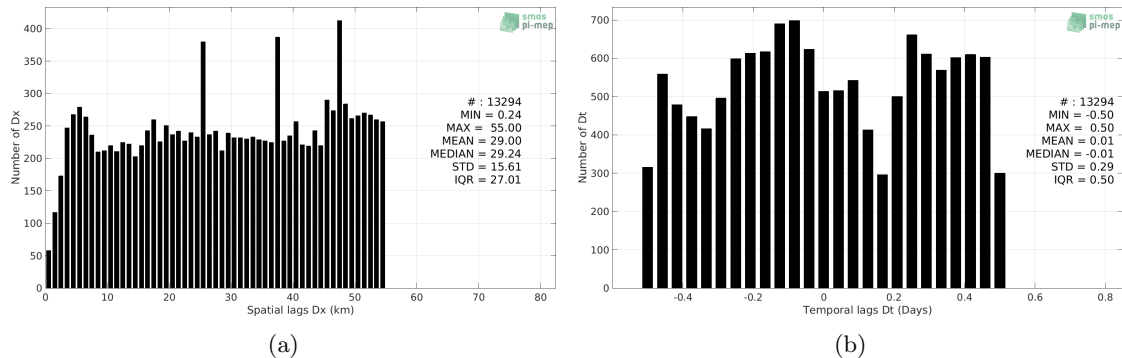 smos
pi-mep
400
350
300
250
200
150
100
50
0
Number of Dx
# : 13294
MIN = 0.24
MAX = 55.00
MEAN = 29.00
MEDIAN = 29.24
STD = 15.61
IQR = 27.01
0 10 20 30 40 50 60 70 80
Spatial lags Dx (km)
(a)
smos
pi-mep
700
600
500
400
300
200
100
0
Number of Dt
# : 13294
MIN = -0.50
MAX = 0.50
MEAN = 0.01
MEDIAN = -0.01
STD = 0.29
IQR = 0.50
-0.4 -0.2 0 0.2 0.4 0.6 0.8
Temporal lags Dt (Days)
(b)